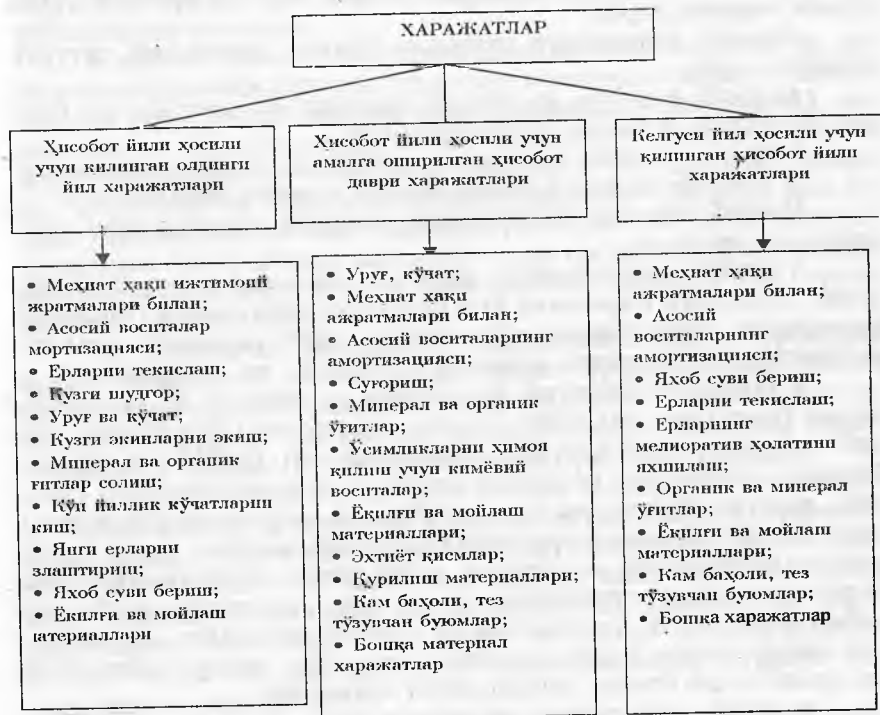 ХАРАЖАТЛАР
Ҳисобот йили ҳосили
учун қилинган олдинги
йил харажатлари
Ҳисобот йили ҳосили учун
амалга оширилган ҳисобот
даври харажатлари
Келгуси йил ҳосили учун
қилинган ҳисобот йили
харажатлари
• Меҳнат ҳақи ижтимоий
жратмалари билан;
• Асосий воситалар
мортизацияси;
• Ерларни текислаш;
• Кузги шудгор;
• Уруғ ва кўчат;
• Кузги экинларни экиш;
• Минерал ва органик
ғитлар солиш;
• Кўп йиллик кўчатларни
киш;
• Янги ерларни
злаштириш;
• Яхоб суви бериш;
• Ёқилғи ва мойлаш
атериаллари
• Уруғ, кўчат;
• Меҳнат ҳақи
ажратмалари билан;
• Асосий воситаларнинг
амортизацияси;
• Суғориш;
• Минерал ва органик
ўғитлар;
• Ўсимликларни ҳимоя
қилиш учун кимёвий
воситалар;
• Ёқилғи ва мойлаш
материаллари;
• Эҳтиёт қисмлар;
• Қурилиш материаллари;
• Кам баҳоли, тез
тўзувчан буюмлар;
• Бошқа материал
харажатлар
• Меҳнат ҳақи
ажратмалари билан;
• Асосий
воситаларнинг
амортизацияси;
• Яхоб суви бериш;
• Ерларни текислаш;
• Ерларнинг
мелиоратив ҳолатини
яхшилаш;
• Органик ва минерал
ўғитлар;
• Ёқилғи ва мойлаш
материаллари;
• Кам баҳоли, тез
тўзувчан буюмлар;
• Бошқа харажатлар